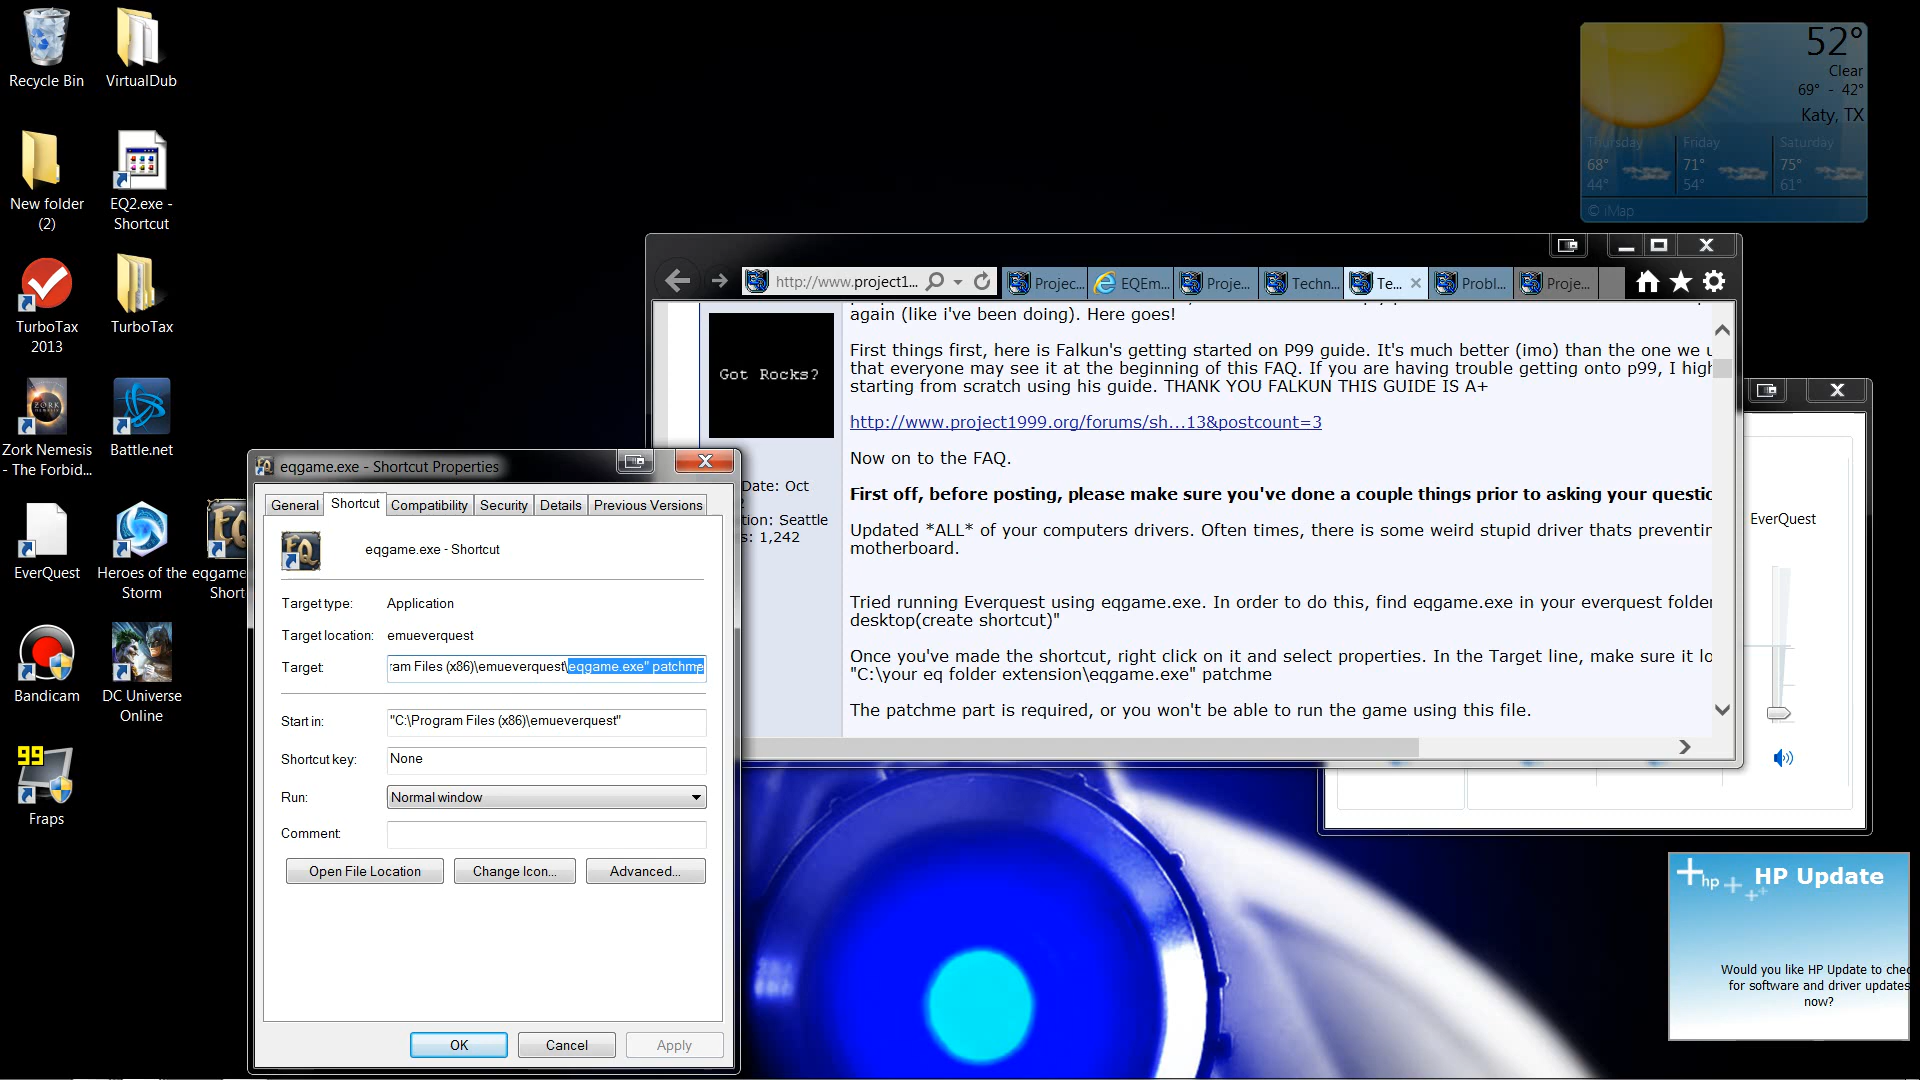 Recycle Bin
VirtualDub
New folder
(2)
EQ2.exe -
Shortcut
TurboTax
2013
TurboTax
Zork Nemesis
- The Forbid...
Battle.net
EverQuest
Heroes of the
Storm
eqgame
Short
Bandicam
DC Universe
Online
99
Fraps
52°
Clear
69° - 42°
Katy, TX
Thursday
68°
44°
Friday
71°
54°
Saturday
75°
61°
© iMap
http://www.project1...
Projec...
EQEm...
Proje...
Techn...
Te...
Probl...
Proje...
Got Rocks?
Date: Oct
tion: Seattle
s: 1,242
again (like i've been doing). Here goes!
First things first, here is Falkun's getting started on P99 guide. It's much better (imo) than the one we u
that everyone may see it at the beginning of this FAQ. If you are having trouble getting onto p99, I high
starting from scratch using his guide. THANK YOU FALKUN THIS GUIDE IS A+
http://www.project1999.org/forums/sh...13&postcount=3
Now on to the FAQ.
First off, before posting, please make sure you've done a couple things prior to asking your questio
Updated *ALL* of your computers drivers. Often times, there is some weird stupid driver thats preventin
motherboard.
Tried running Everquest using eqgame.exe. In order to do this, find eqgame.exe in your everquest folder
desktop(create shortcut)"
Once you've made the shortcut, right click on it and select properties. In the Target line, make sure it lo
"C:\your eq folder extension\eqgame.exe" patchme
The patchme part is required, or you won't be able to run the game using this file.
eqgame.exe - Shortcut Properties
General
Shortcut
Compatibility
Security
Details
Previous Versions
eqgame.exe - Shortcut
Target type:
Application
Target location:
emueverquest
Target:
ram Files (x86)\emueverquest\eqgame.exe" patchme
Start in:
"C:\Program Files (x86)\emueverquest"
Shortcut key:
None
Run:
Normal window
Comment:
Open File Location
Change Icon...
Advanced...
OK
Cancel
Apply
EverQuest
hp
HP Update
Would you like HP Update to chec
for software and driver updates
now?